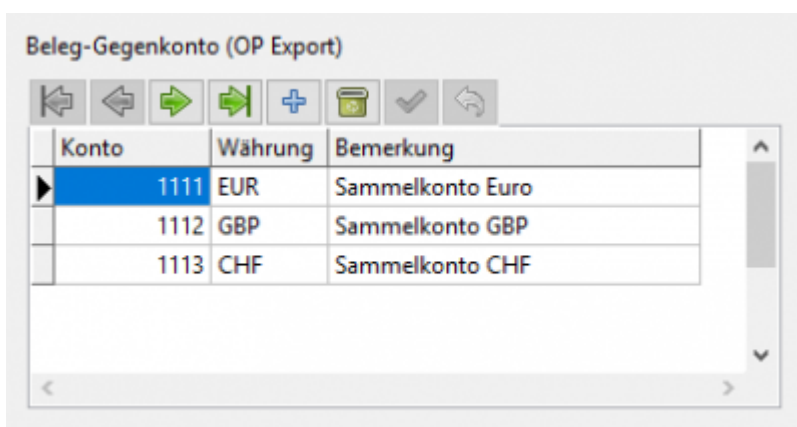 Beleg-Gegenkonto (OP Export)
Konto Währung Bemerkung
1111 EUR Sammelkonto Euro
1112 GBP Sammelkonto GBP
1113 CHF Sammelkonto CHF